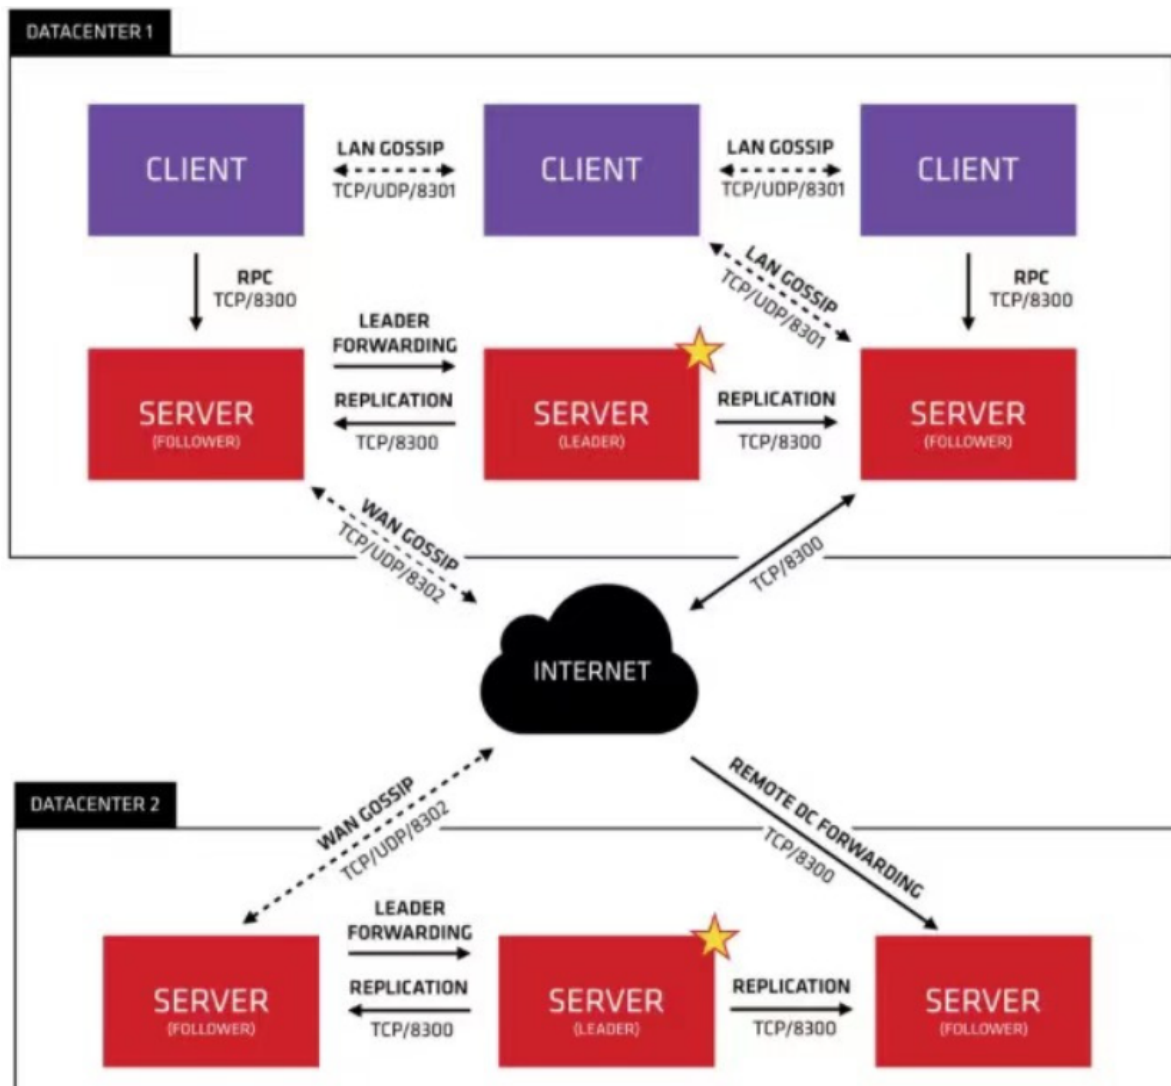 DATACENTER 1
CLIENT
LAN GOSSIP
TCP/UDP/8301
CLIENT
LAN GOSSIP
TCP/UDP/8301
CLIENT
RPC
TCP/8300
LAN GOSSIP
TCP/UDP/8301
RPC
TCP/8300
LEADER
FORWARDING
SERVER
(FOLLOWER)
REPLICATION
TCP/8300
SERVER
(LEADER)
REPLICATION
TCP/8300
SERVER
(FOLLOWER)
WAN GOSSIP
TCP/UDP/8302
TCP/8300
INTERNET
DATACENTER 2
WAN GOSSIP
TCP/UDP/8302
REMOTE DC FORWARDING
TCP/8300
LEADER
FORWARDING
SERVER
(FOLLOWER)
REPLICATION
TCP/8300
SERVER
(LEADER)
REPLICATION
TCP/8300
SERVER
(FOLLOWER)